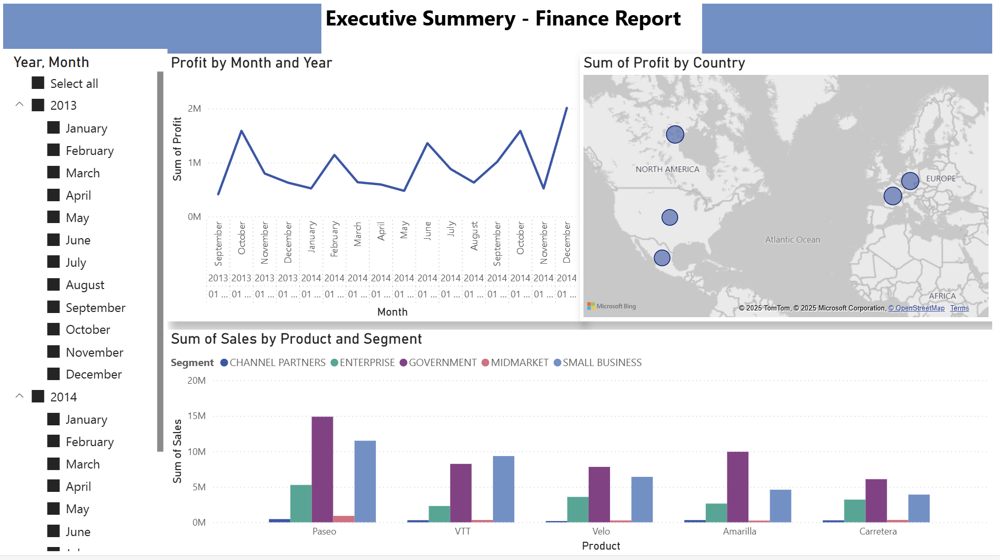 Executive Summery - Finance Report
Year, Month
Select all
2013
January
February
March
April
May
June
July
August
September
October
November
December
2014
January
February
March
April
May
June
Profit by Month and Year
Sum of Profit
2M
1M
0M
September October November December January February March April May June July August September October November December
2013 2013 2013 2013 2014 2014 2014 2014 2014 2014 2014 2014 2014 2014 2014 2014
01 ... 01 ... 01 ... 01 ... 01 ... 01 ... 01 ... 01 ... 01 ... 01 ... 01 ... 01 ... 01 ... 01 ... 01 ... 01 ...
Month
Sum of Profit by Country
NORTH AMERICA
EUROPE
Atlantic Ocean
AFRICA
Microsoft Bing
© 2025 TomTom, © 2025 Microsoft Corporation, © OpenStreetMap Terms
Sum of Sales by Product and Segment
Segment CHANNEL PARTNERS ENTERPRISE GOVERNMENT MIDMARKET SMALL BUSINESS
Sum of Sales
20M
15M
10M
5M
0M
Paseo VTT Velo Amarilla Carretera
Product